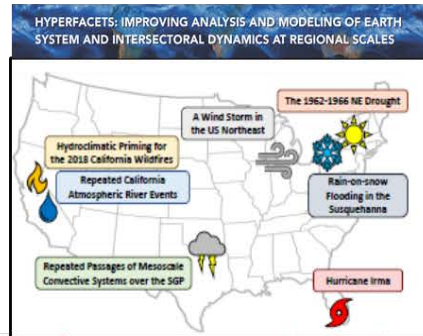 HYPERFACETS: IMPROVING ANALYSIS AND MODELING OF EARTH
SYSTEM AND INTERSECTORAL DYNAMICS AT REGIONAL SCALES
The 1962-1966 NE Drought
A Wind Storm in
the US Northeast
Hydroclimatic Priming for
the 2018 California Wildfires
Repeated California
Atmospheric River Events
Rain-on-snow
Flooding in the
Susquehanna
Repeated Passages of Mesoscale
Convective Systems over the SGP
Hurricane Irma